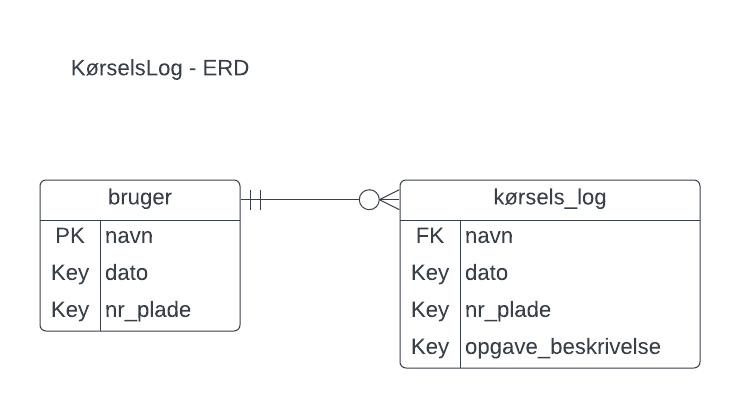 KørselsLog - ERD
bruger
PK navn
Key dato
Key nr_plade
kørsels_log
FK navn
Key dato
Key nr_plade
Key opgave_beskrivelse